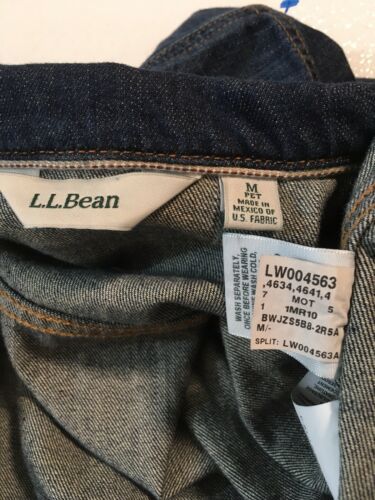 L.L.Bean
M
PET
MADE IN
MEXICO OF
U.S. FABRIC
WASH SEPARATELY,
ONCE BEFORE WEARING
WASH COLD,
LW004563
,4634,4641,4
7 MOT 5
1 1MR10
BWJZS5B8-2R5A
M/-
SPLIT: LW004563A